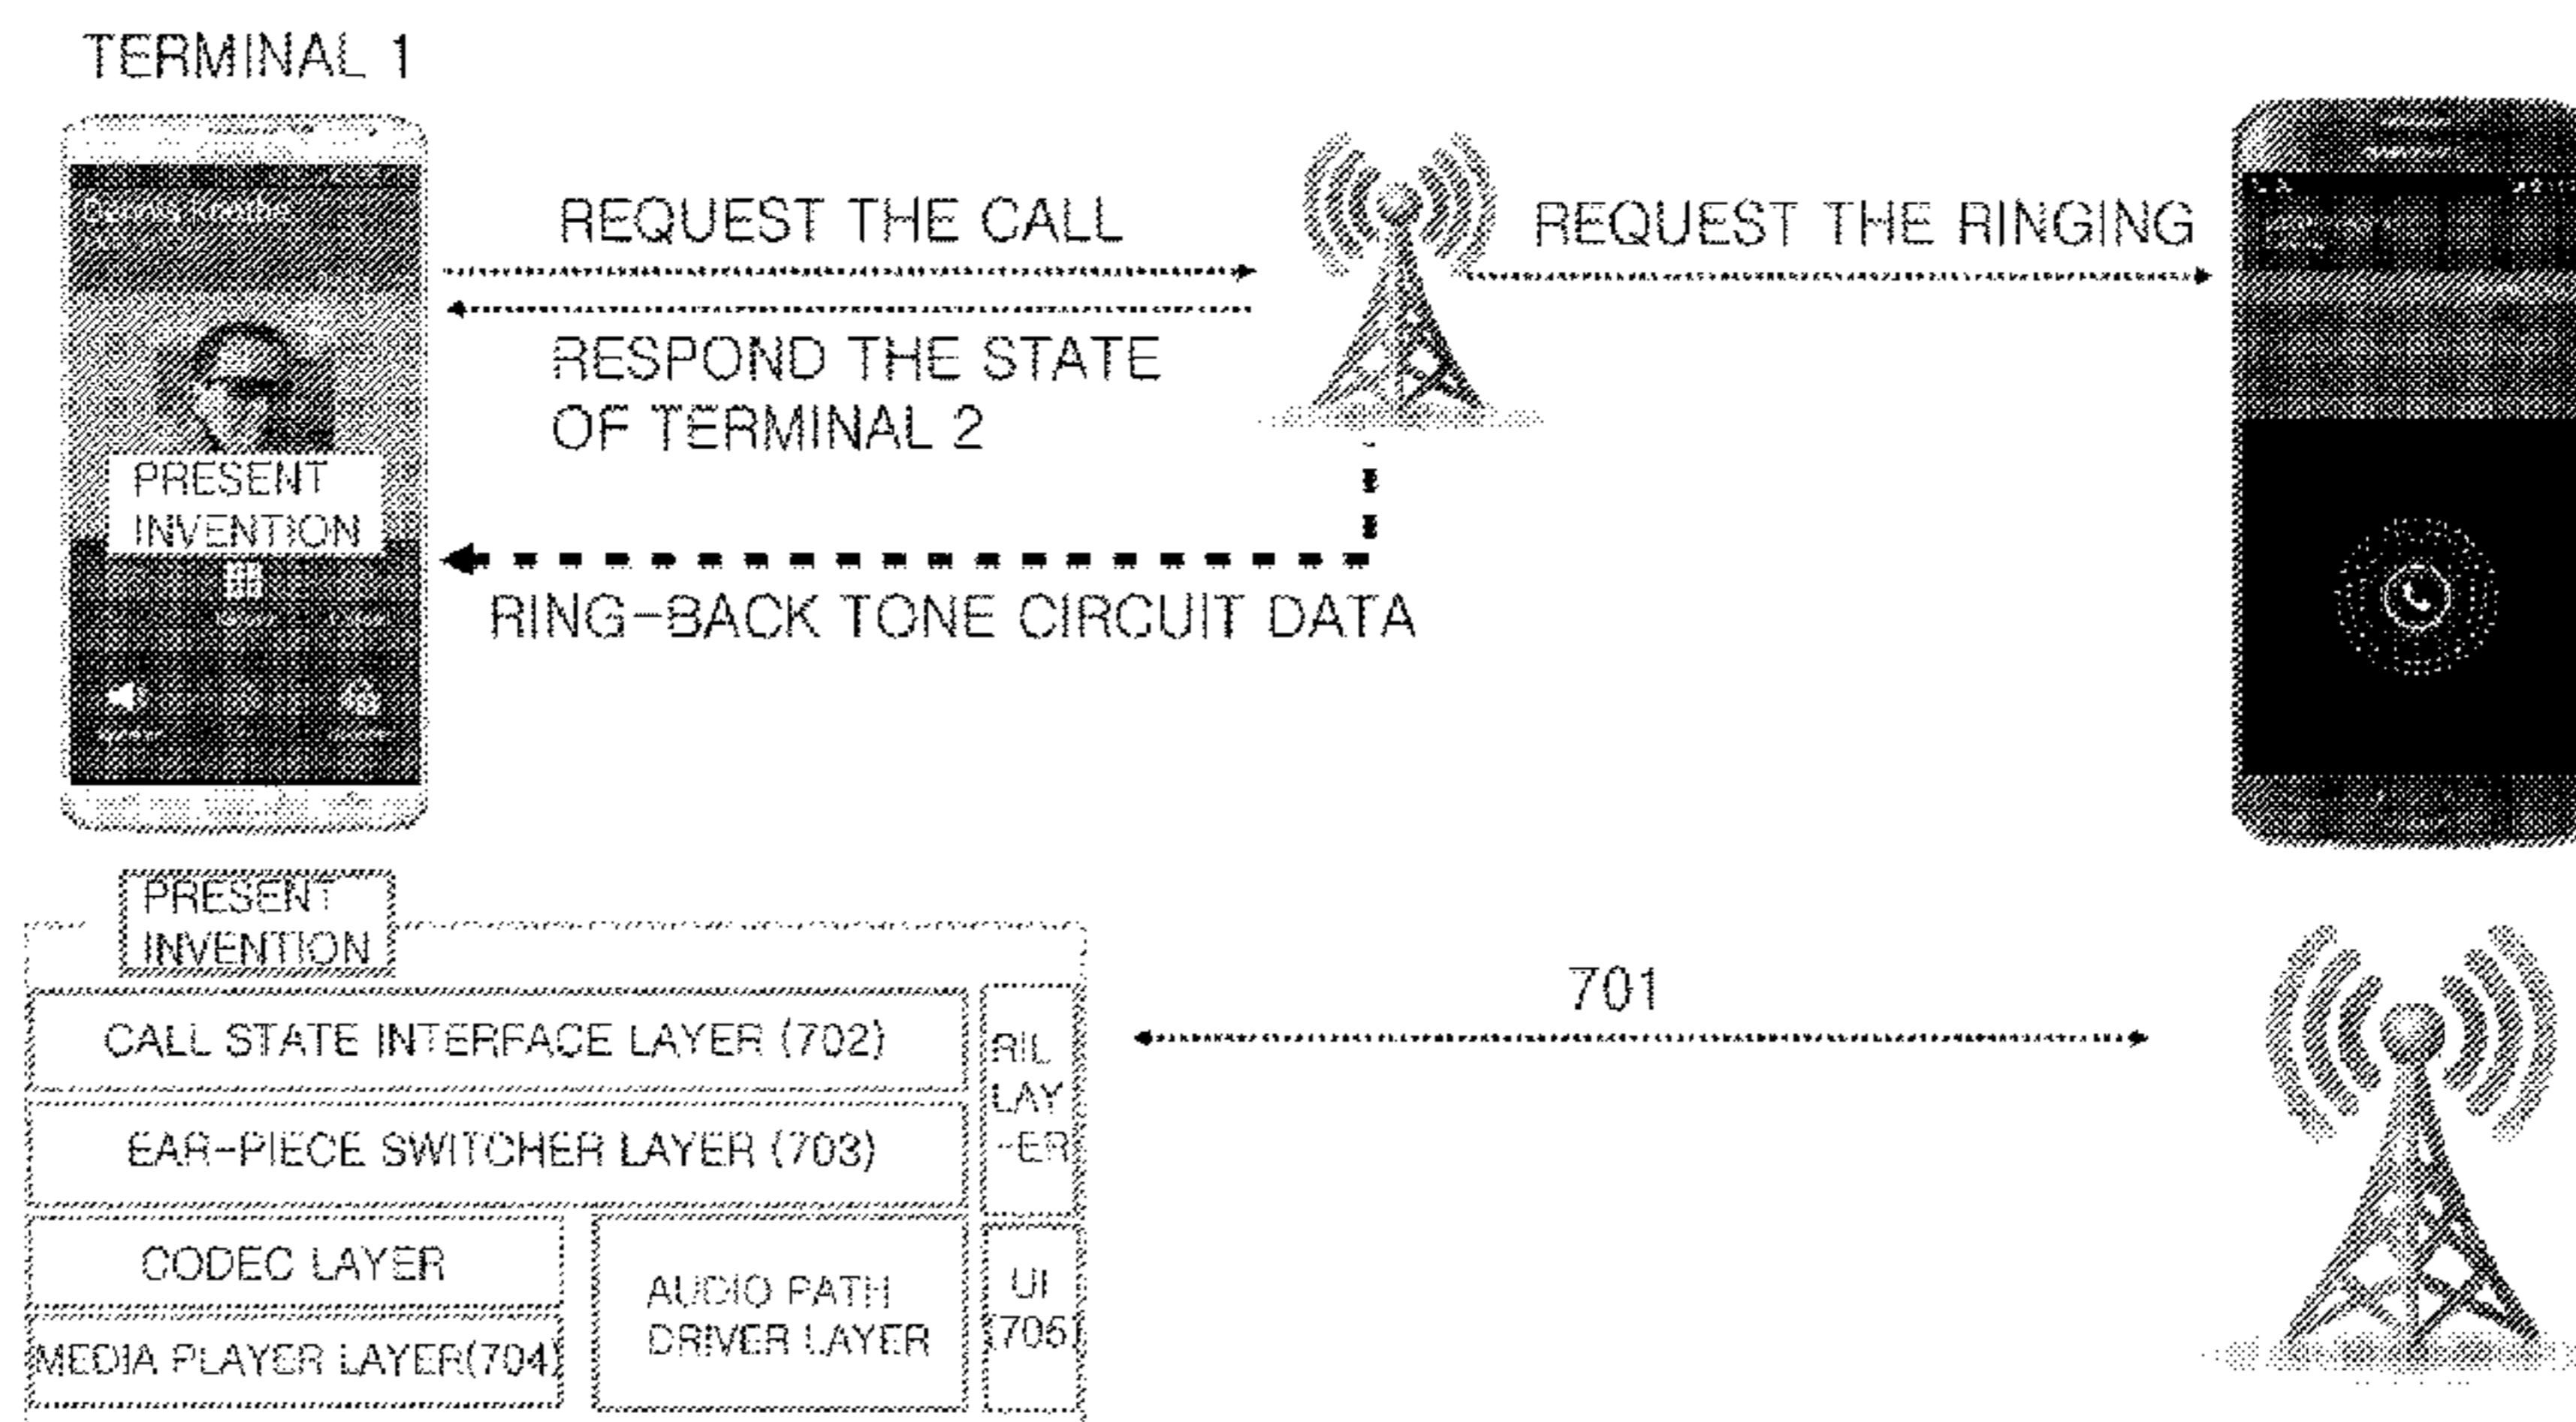 TERMINAL 1
REQUEST THE CALL
REQUEST THE RINGING
RESPOND THE STATE
OF TERMINAL 2
PRESENT
INVENTION
RING-BACK TONE CIRCUIT DATA
PRESENT
INVENTION
701
CALL STATE INTERFACE LAYER (702)
RIL
LAY
-ER
EAR-PIECE SWITCHER LAYER (703)
CODEC LAYER
AUDIO PATH
DRIVER LAYER
UI
(705)
MEDIA PLAYER LAYER(704)